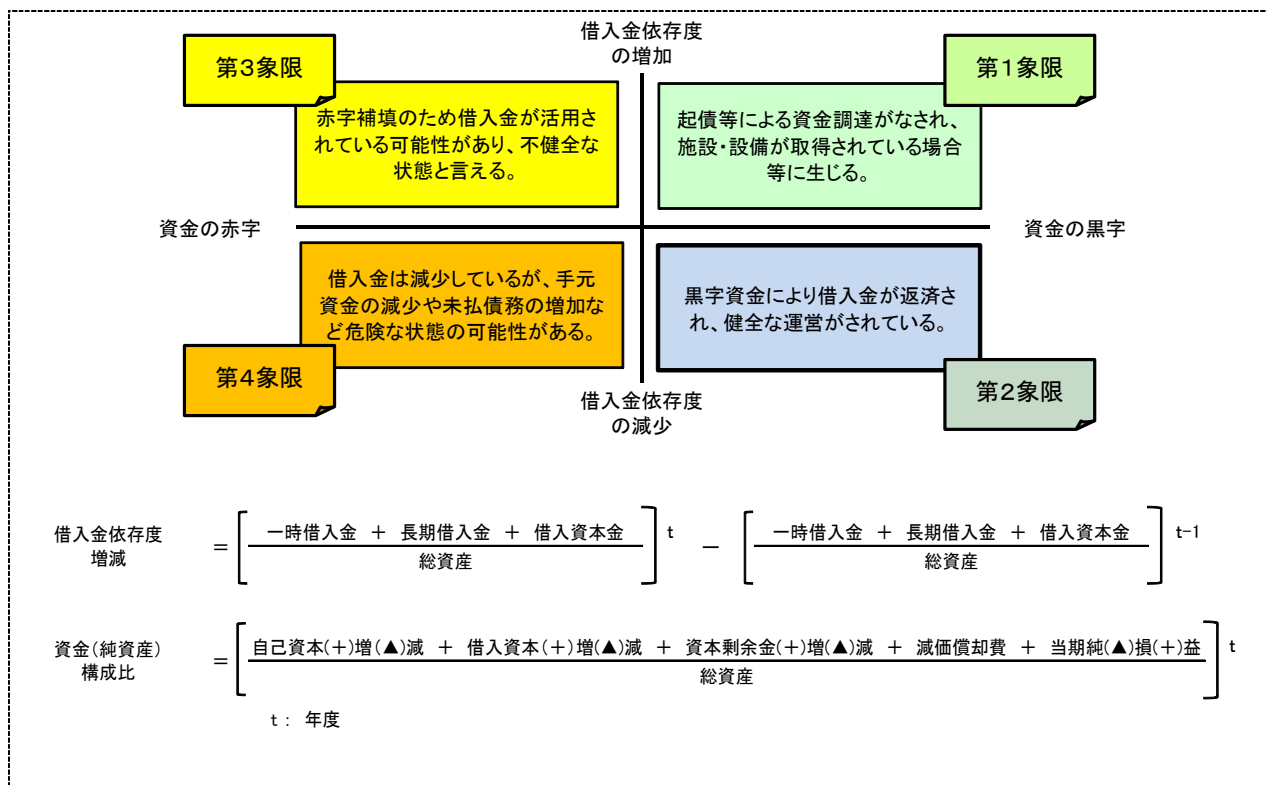 借入金依存度
の増加
第3象限
第1象限
赤字補填のため借入金が活用さ
れている可能性があり、不健全な
状態と言える。
起債等による資金調達がなされ、
施設・設備が取得されている場合
等に生じる。
資金の赤字
資金の黒字
借入金は減少しているが、手元
資金の減少や未払債務の増加な
ど危険な状態の可能性がある。
黒字資金により借入金が返済さ
れ、健全な運営がされている。
第4象限
第2象限
借入金依存度
の減少
借入金依存度
増減
=
一時借入金 + 長期借入金 + 借入資本金
総資産
t
-
一時借入金 + 長期借入金 + 借入資本金
総資産
t-1
資金(純資産)
構成比
=
自己資本(+)増(▲)減 + 借入資本(+)増(▲)減 + 資本剰余金(+)増(▲)減 + 減価償却費 + 当期純(▲)損(+)益
総資産
t
t : 年度